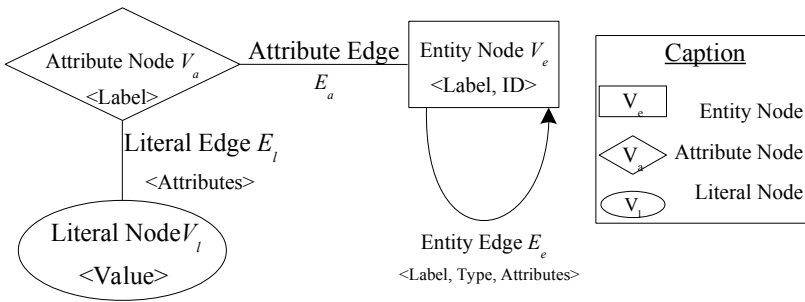 Attribute Node V_a
<Label>
Attribute Edge
E_a
Entity Node V_e
<Label, ID>
Literal Edge E_l
<Attributes>
Literal Node V_l
<Value>
Entity Edge E_e
<Label, Type, Attributes>
Caption
V_e Entity Node
V_a Attribute Node
V_l Literal Node